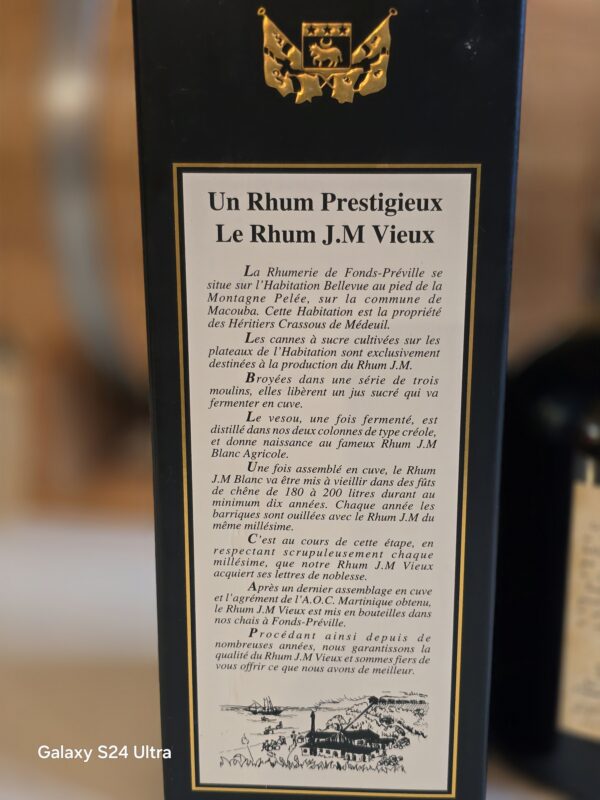 Un Rhum Prestigieux
Le Rhum J.M Vieux
La Rhumerie de Fonds-Préville se
situe sur l'Habitation Bellevue au pied de la
Montagne Pelée, sur la commune de
Macouba. Cette Habitation est la propriété
des Héritiers Crassous de Médeuil.
Les cannes à sucre cultivées sur les
plateaux de l'Habitation sont exclusivement
destinées à la production du Rhum J.M.
Broyées dans une série de trois
moulins, elles libèrent un jus sucré qui va
fermenter en cuve.
Le vesou, une fois fermenté, est
distillé dans nos deux colonnes de type créole,
et donne naissance au fameux Rhum J.M
Blanc Agricole.
Une fois assemblé en cuve, le Rhum
J.M Blanc va être mis à vieillir dans des fûts
de chêne de 180 à 200 litres durant au
minimum dix années. Chaque année les
barriques sont ouillées avec le Rhum J.M du
même millésime.
C'est au cours de cette étape, en
respectant scrupuleusement chaque
millésime, que notre Rhum J.M Vieux
acquiert ses lettres de noblesse.
Après un dernier assemblage en cuve
et l'agrément de l'A.O.C. Martinique obtenu,
le Rhum J.M Vieux est mis en bouteilles dans
nos chais à Fonds-Préville.
Procédant ainsi depuis de
nombreuses années, nous garantissons la
qualité du Rhum J.M Vieux et sommes fiers de
vous offrir ce que nous avons de meilleur.
Galaxy S24 Ultra